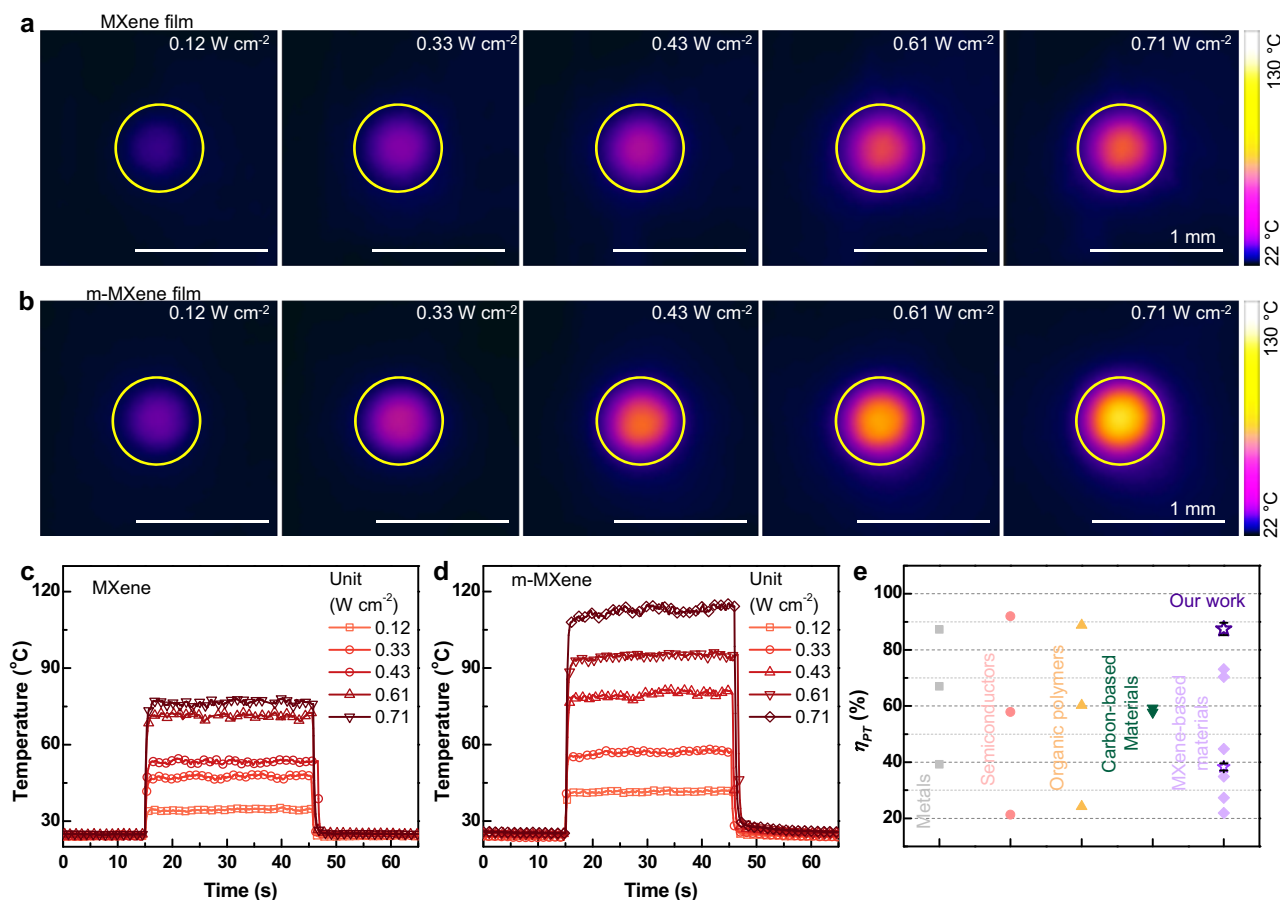 a
MXene film
0.12 W cm-2
0.33 W cm-2
0.43 W cm-2
0.61 W cm-2
0.71 W cm-2
1 mm
130 °C
22 °C
b
m-MXene film
0.12 W cm-2
0.33 W cm-2
0.43 W cm-2
0.61 W cm-2
0.71 W cm-2
1 mm
130 °C
22 °C
c
MXene
Unit
(W cm-2)
0.12
0.33
0.43
0.61
0.71
120
90
60
30
Temperature (°C)
0 10 20 30 40 50 60
Time (s)
d
m-MXene
Unit
(W cm-2)
0.12
0.33
0.43
0.61
0.71
120
90
60
30
Temperature (°C)
0 10 20 30 40 50 60
Time (s)
e
Our work
100
80
60
40
20
ηPT (%)
Metals
Semiconductors
Organic polymers
Carbon-based
Materials
MXene-based
materials